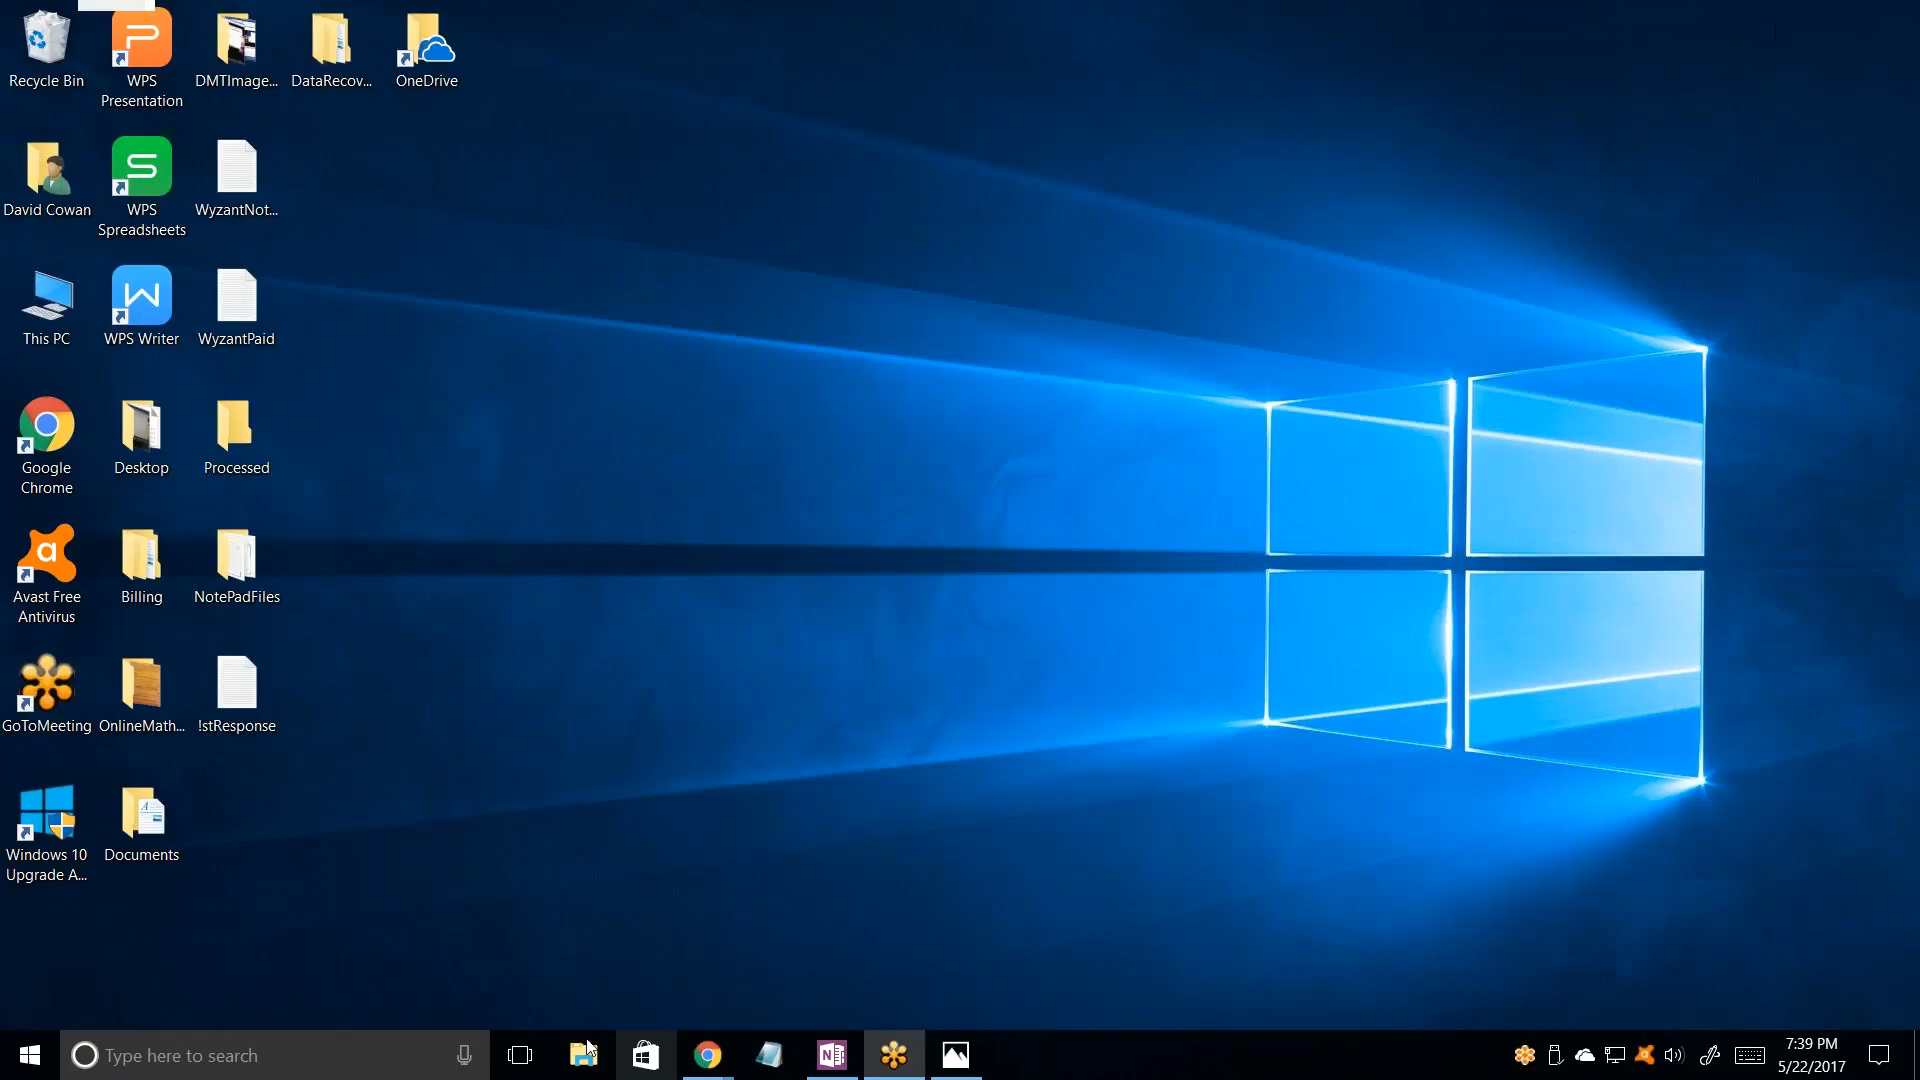 Recycle Bin
WPS
Presentation
DMTImage...
DataRecov...
OneDrive
David Cowan
WPS
Spreadsheets
WyzantNot...
This PC
WPS Writer
WyzantPaid
Google
Chrome
Desktop
Processed
Avast Free
Antivirus
Billing
NotePadFiles
GoToMeeting
OnlineMath...
!stResponse
Windows 10
Upgrade A...
Documents
Type here to search
7:39 PM
5/22/2017